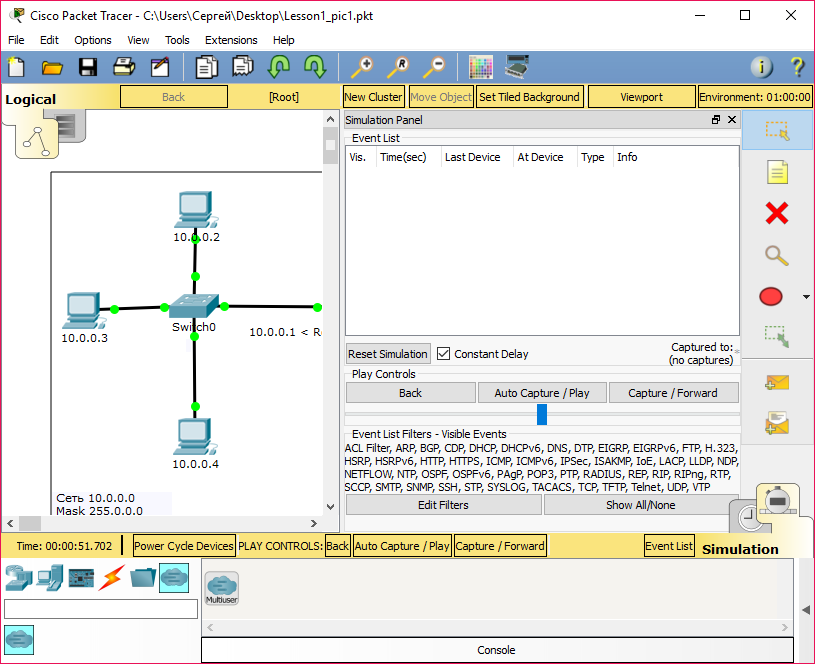 Cisco Packet Tracer - C:\Users\Сергей\Desktop\Lesson1_pic1.pkt
File Edit Options View Tools Extensions Help
Logical Back [Root] New Cluster Move Object Set Tiled Background Viewport Environment: 01:00:00
Simulation Panel
Event List
Vis. Time(sec) Last Device At Device Type Info
10.0.0.2
10.0.0.3
Switch0
10.0.0.1 < R
10.0.0.4
Сеть 10.0.0.0
Mask 255.0.0.0
Reset Simulation Constant Delay
Captured to:
(no captures)
Play Controls
Back Auto Capture / Play Capture / Forward
Event List Filters - Visible Events
ACL Filter, ARP, BGP, CDP, DHCP, DHCPv6, DNS, DTP, EIGRP, EIGRPv6, FTP, H.323,
HSRP, HSRPv6, HTTP, HTTPS, ICMP, ICMPv6, IPSec, ISAKMP, IoE, LACP, LLDP, NDP,
NETFLOW, NTP, OSPF, OSPFv6, PAgP, POP3, PTP, RADIUS, REP, RIP, RIPng, RTP,
SCCP, SMTP, SNMP, SSH, STP, SYSLOG, TACACS, TCP, TFTP, Telnet, UDP, VTP
Edit Filters Show All/None
Time: 00:00:51.702 Power Cycle Devices PLAY CONTROLS: Back Auto Capture / Play Capture / Forward Event List Simulation
Multiuser
Console